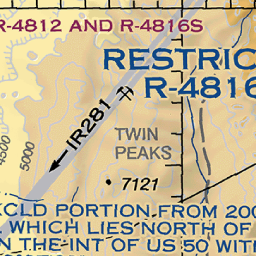 R-4812 AND R-4816S
RESTRIC
R-4816
IR281
TWIN
PEAKS
4500
5000
7121
XCLD PORTION FROM 200
WHICH LIES NORTH OF
N THE INT OF US 50 WIT